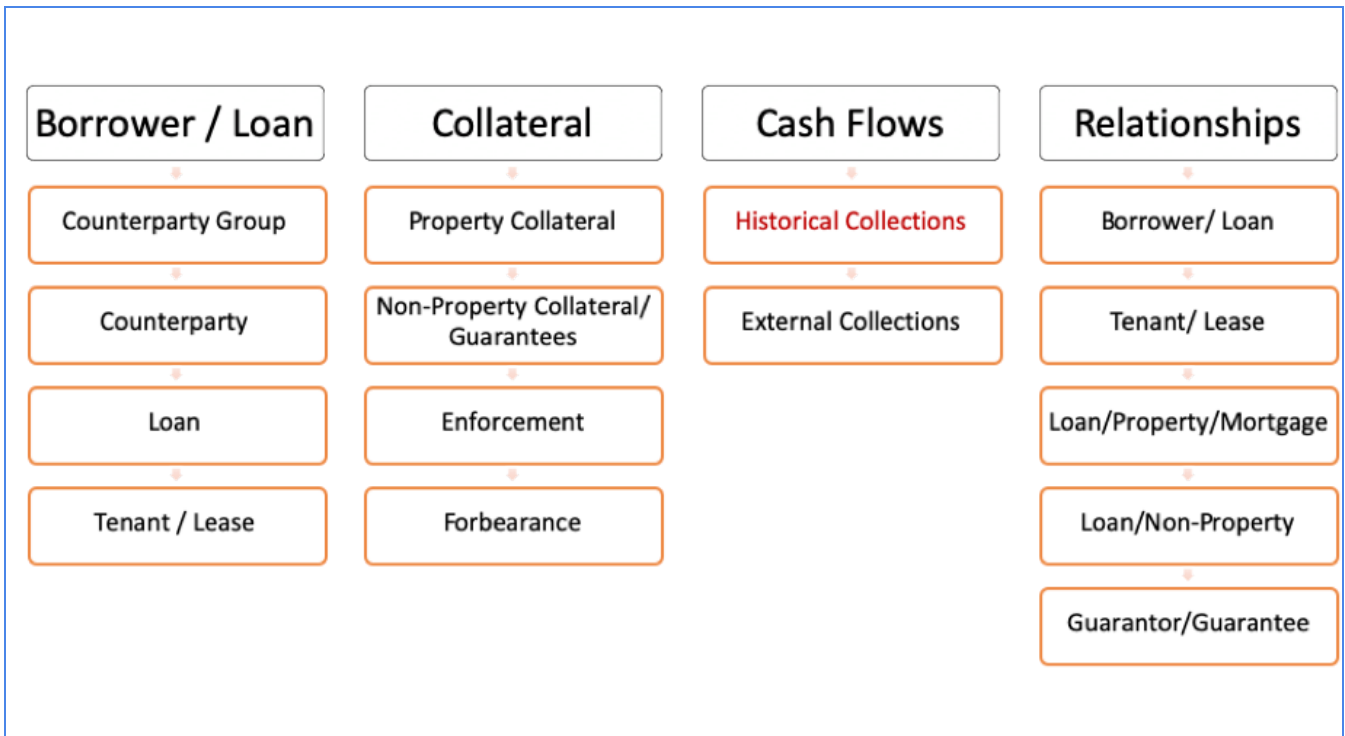 Borrower / Loan
Counterparty Group
Counterparty
Loan
Tenant / Lease
Collateral
Property Collateral
Non-Property Collateral/
Guarantees
Enforcement
Forbearance
Cash Flows
Historical Collections
External Collections
Relationships
Borrower/ Loan
Tenant/ Lease
Loan/Property/Mortgage
Loan/Non-Property
Guarantor/Guarantee